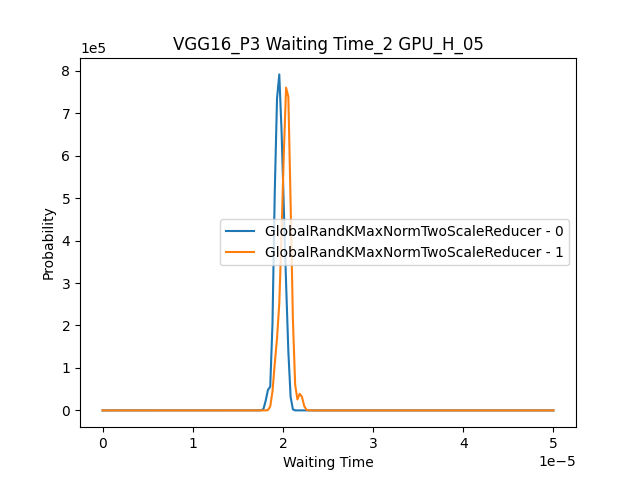 VGG16_P3 Waiting Time_2 GPU_H_05
1e5
8
7
6
5
4
3
2
1
0
Probability
GlobalRandKMaxNormTwoScaleReducer - 0
GlobalRandKMaxNormTwoScaleReducer - 1
0 1 2 3 4 5
1e−5
Waiting Time